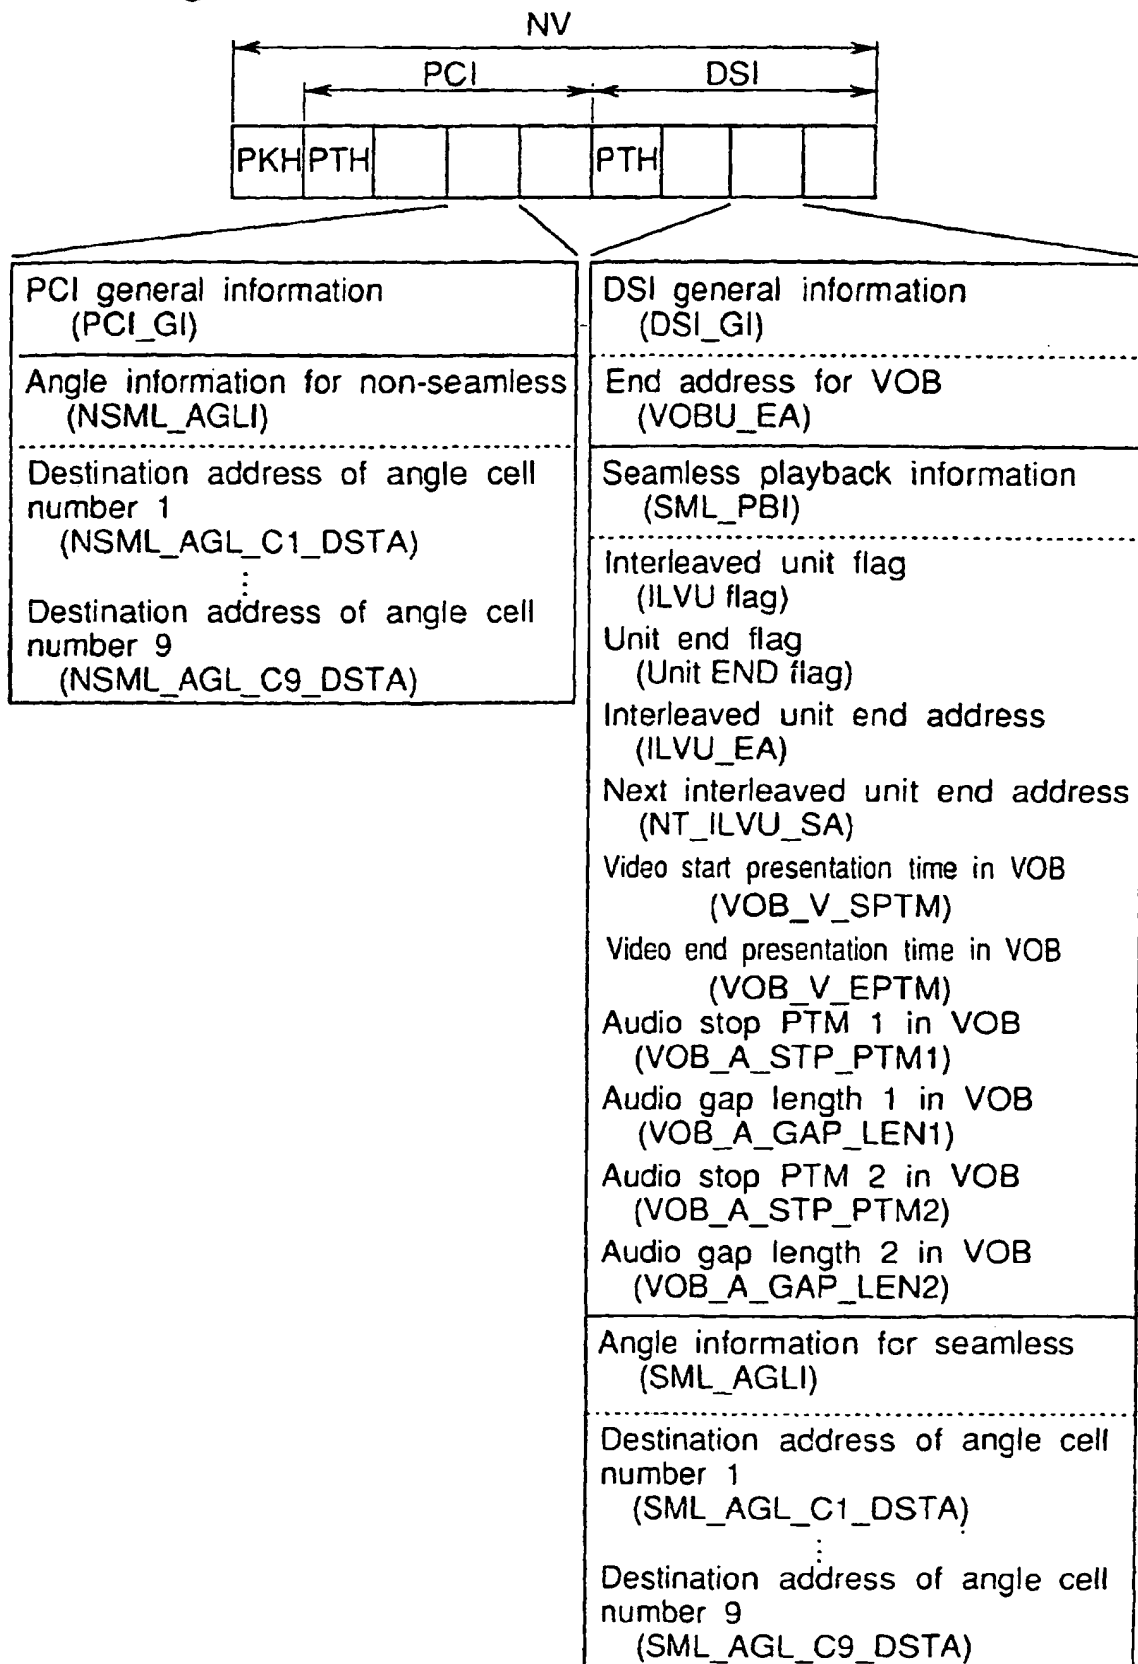 NV
PCI DSI
PKH PTH PTH
PCI general information
(PCI_GI)
Angle information for non-seamless
(NSML_AGLI)
Destination address of angle cell
number 1
(NSML_AGL_C1_DSTA)
Destination address of angle cell
number 9
(NSML_AGL_C9_DSTA)
DSI general information
(DSI_GI)
End address for VOB
(VOBU_EA)
Seamless playback information
(SML_PBI)
Interleaved unit flag
(ILVU flag)
Unit end flag
(Unit END flag)
Interleaved unit end address
(ILVU_EA)
Next interleaved unit end address
(NT_ILVU_SA)
Video start presentation time in VOB
(VOB_V_SPTM)
Video end presentation time in VOB
(VOB_V_EPTM)
Audio stop PTM 1 in VOB
(VOB_A_STP_PTM1)
Audio gap length 1 in VOB
(VOB_A_GAP_LEN1)
Audio stop PTM 2 in VOB
(VOB_A_STP_PTM2)
Audio gap length 2 in VOB
(VOB_A_GAP_LEN2)
Angle information for seamless
(SML_AGLI)
Destination address of angle cell
number 1
(SML_AGL_C1_DSTA)
Destination address of angle cell
number 9
(SML_AGL_C9_DSTA)